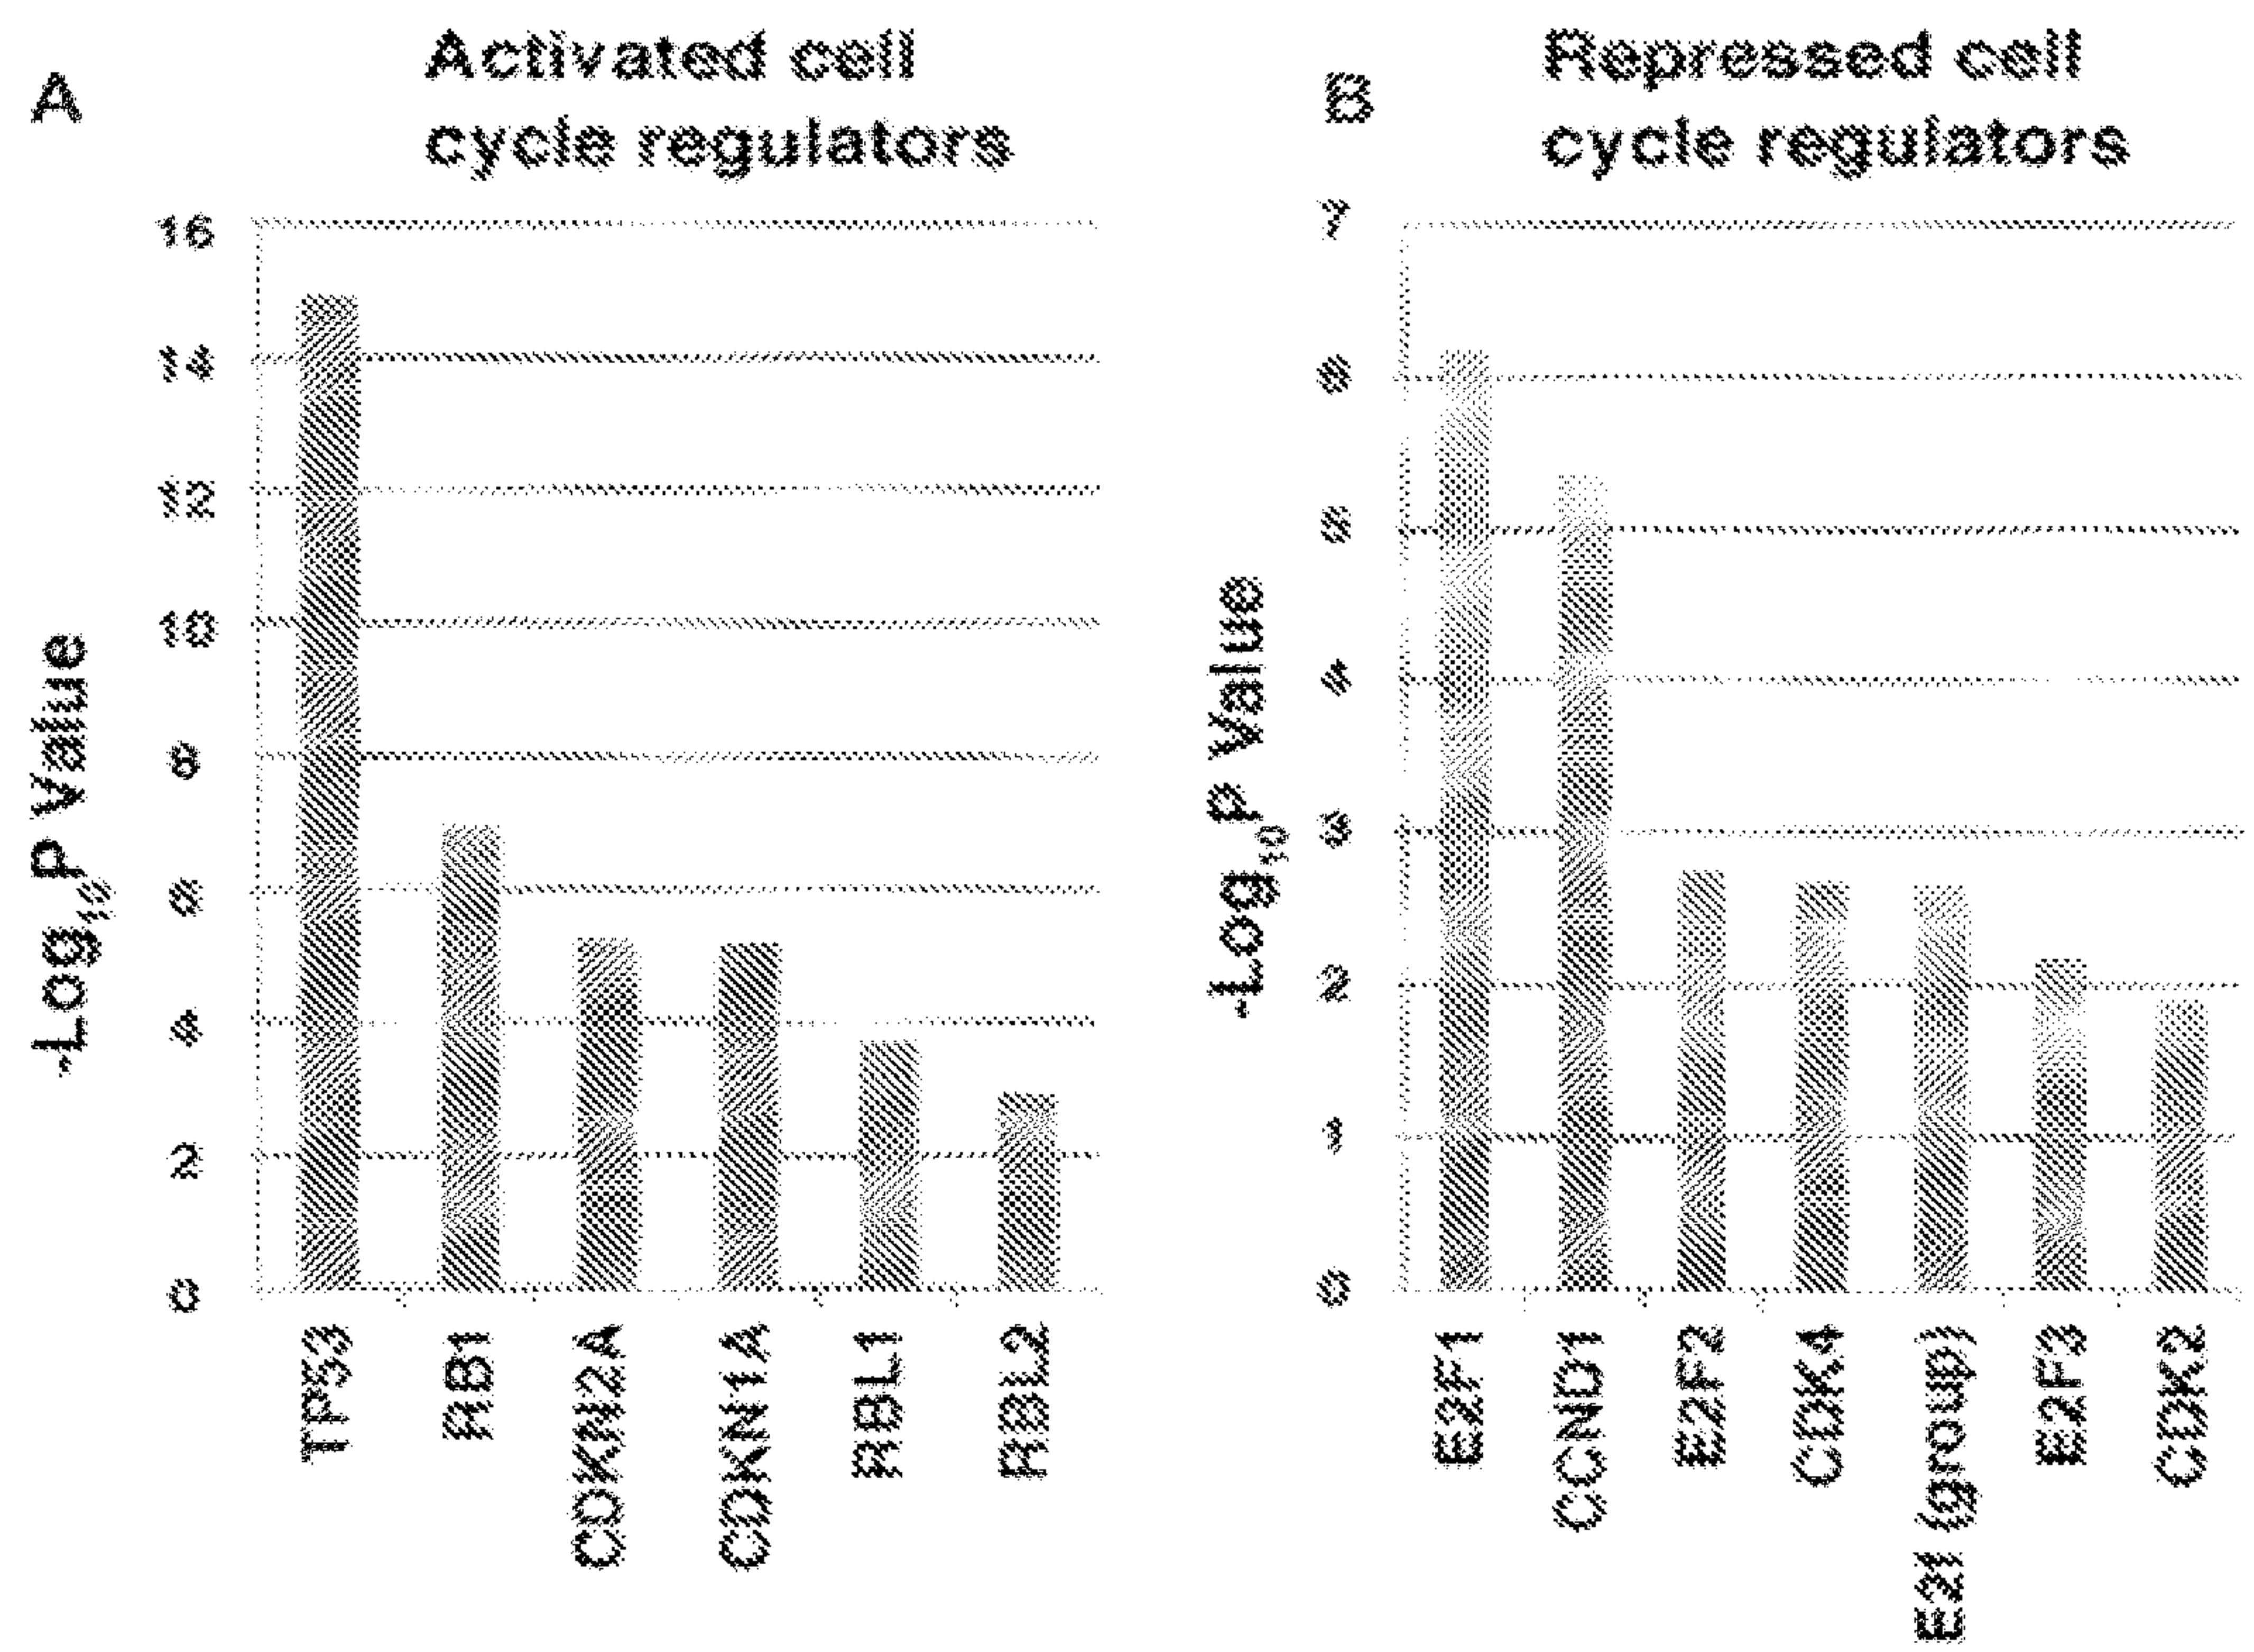 A
Activated cell
cycle regulators
16
14
12
10
8
6
4
2
0
-Log10 P Value
TP53
RB1
CDKN2A
CDKN1A
RBL1
RBL2
B
Repressed cell
cycle regulators
7
6
5
4
3
2
1
0
-Log10 P Value
E2F1
CCND1
E2F2
CDK4
E2f (group)
E2F3
CDK2